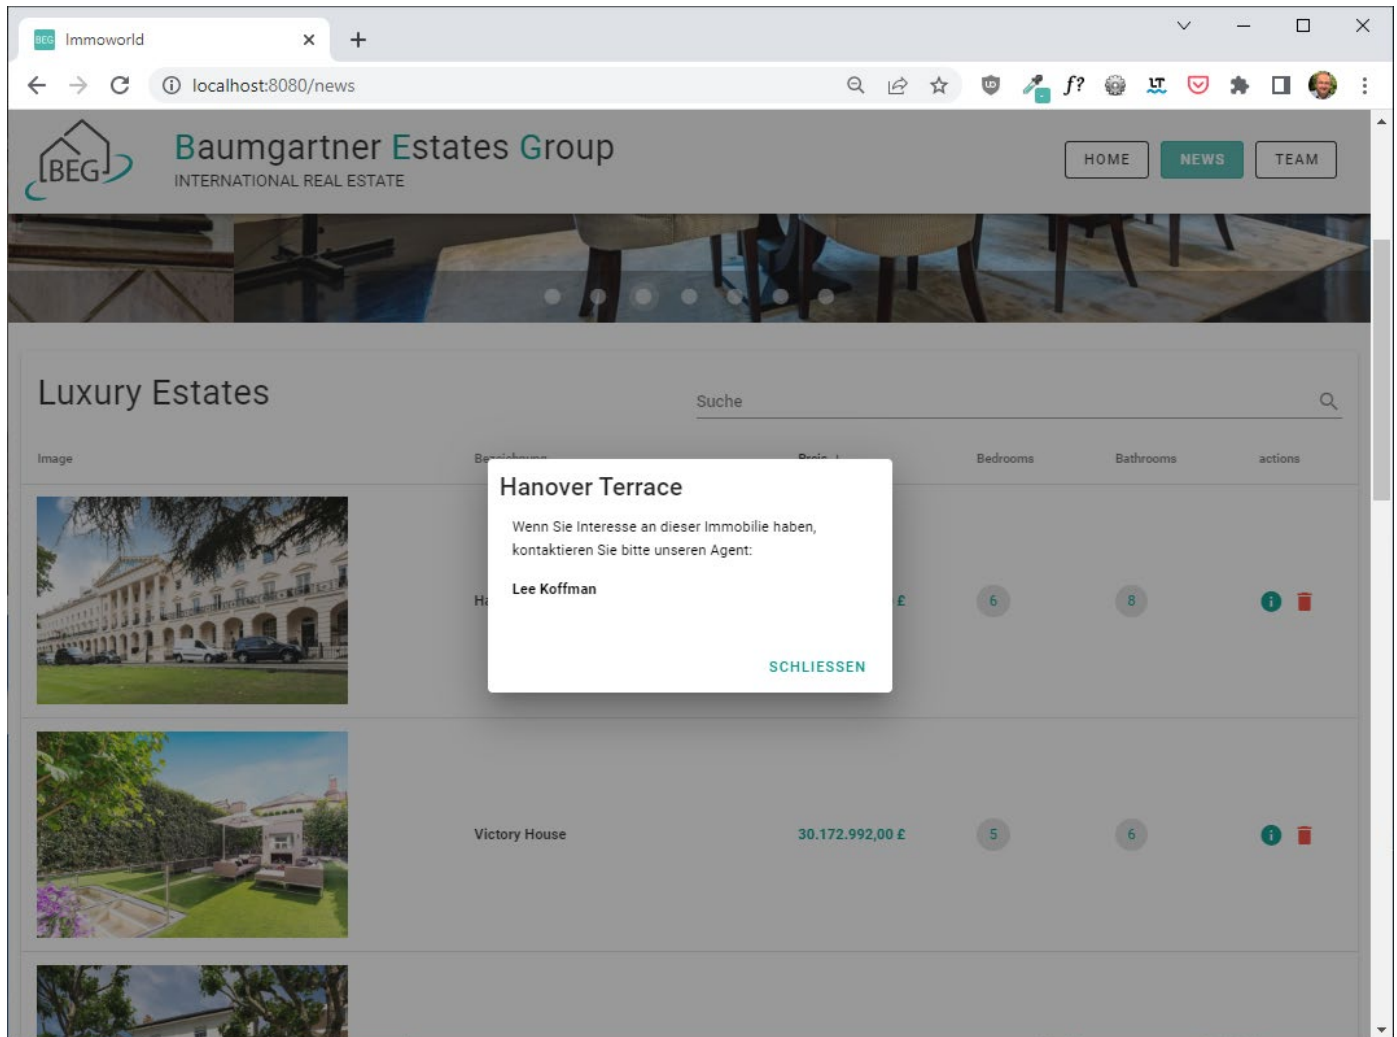 Immoworld
localhost:8080/news
BEG
Baumgartner Estates Group
INTERNATIONAL REAL ESTATE
HOME NEWS TEAM
Luxury Estates
Suche
Image Bezeichnung Preis Bedrooms Bathrooms actions
Hanover Terrace
Wenn Sie Interesse an dieser Immobilie haben,
kontaktieren Sie bitte unseren Agent:
Lee Koffman
£ 6 8
SCHLIESSEN
Victory House 30.172.992,00 £ 5 6